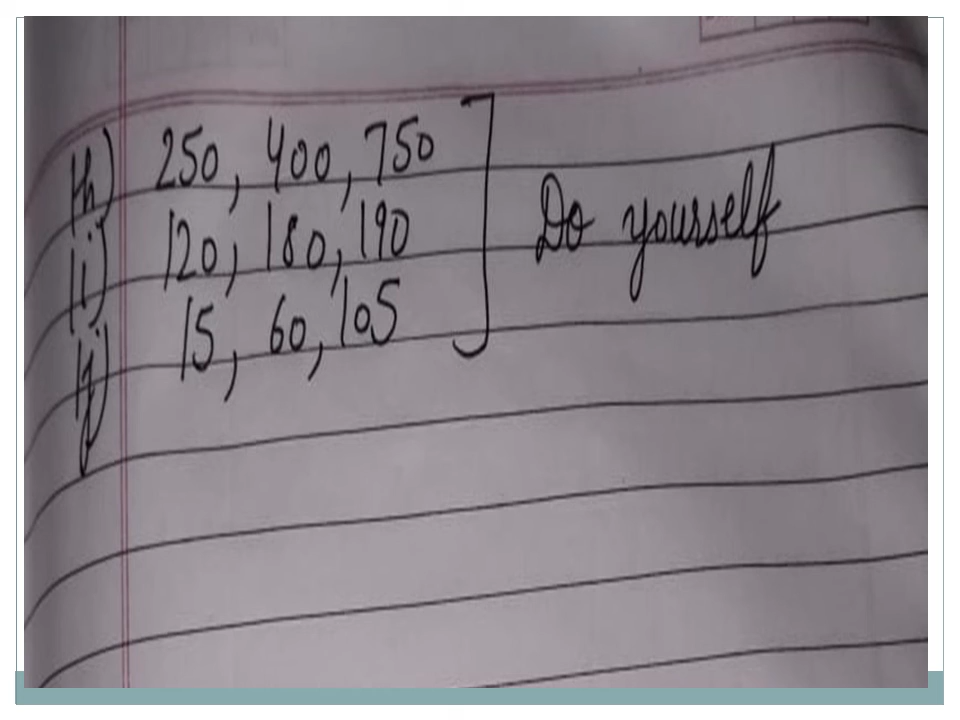 (h) 250, 400, 750
(i) 120, 180, 190
(j) 15, 60, 105
Do yourself